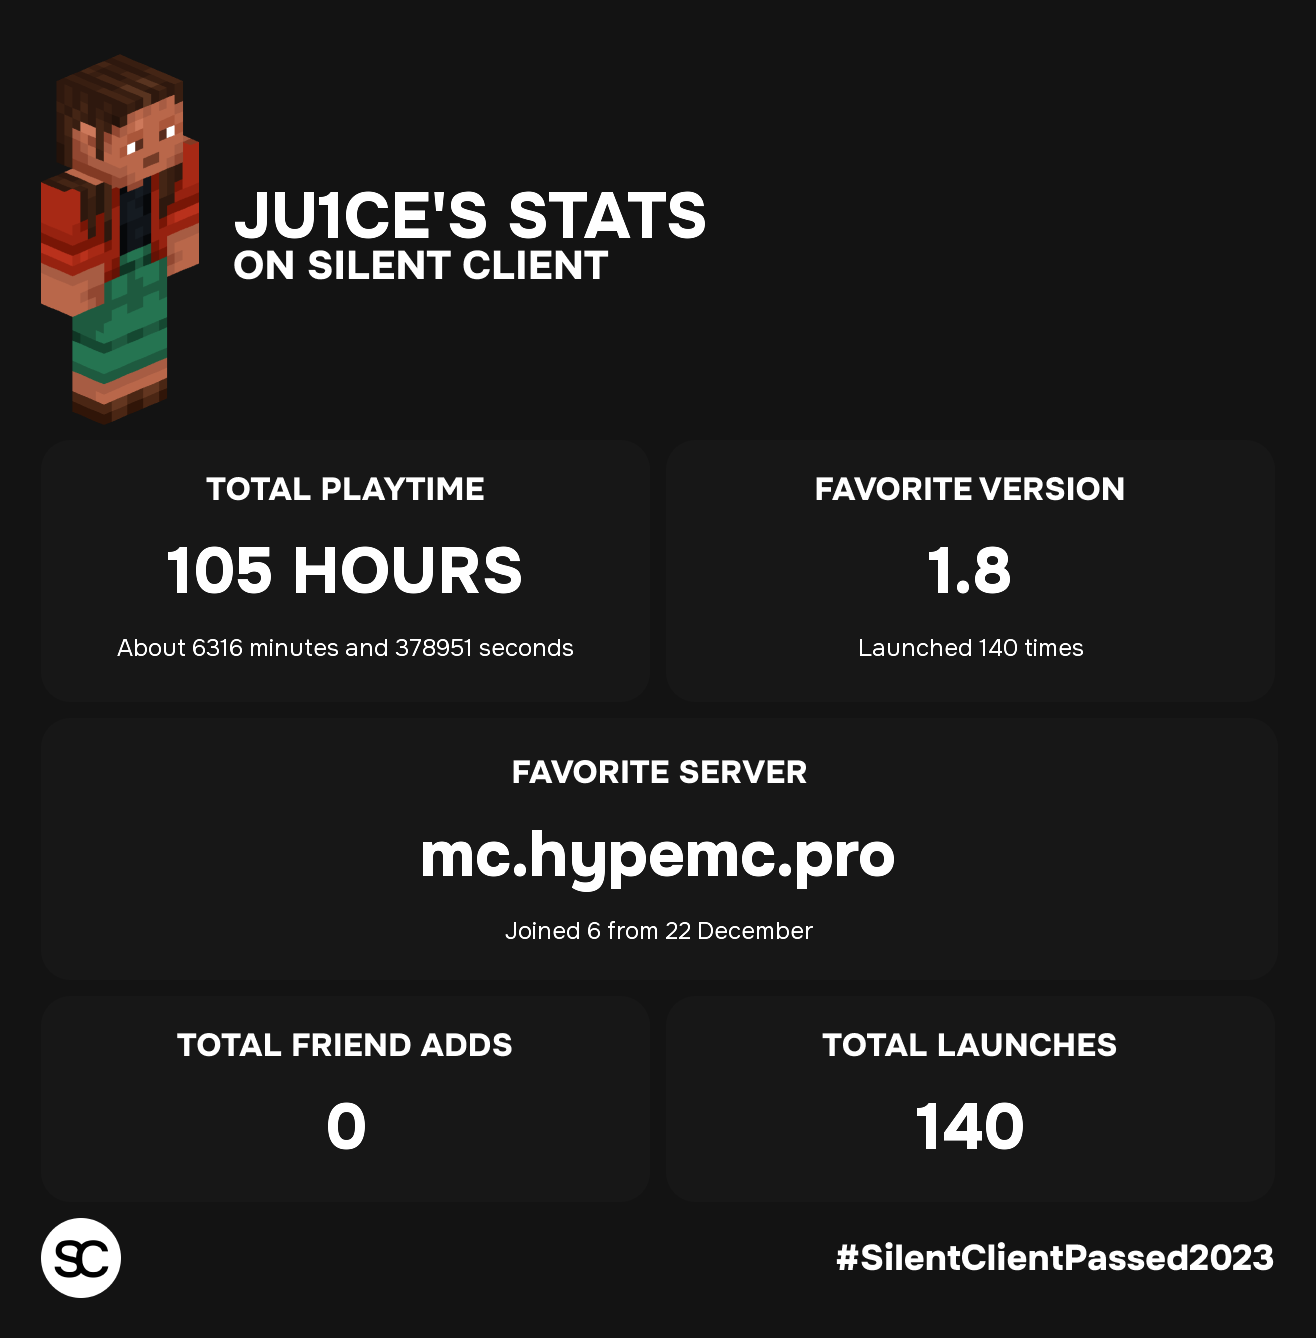 JU1CE'S STATS
ON SILENT CLIENT
TOTAL PLAYTIME
105 HOURS
About 6316 minutes and 378951 seconds
FAVORITE VERSION
1.8
Launched 140 times
FAVORITE SERVER
mc.hypemc.pro
Joined 6 from 22 December
TOTAL FRIEND ADDS
0
TOTAL LAUNCHES
140
SC
#SilentClientPassed2023